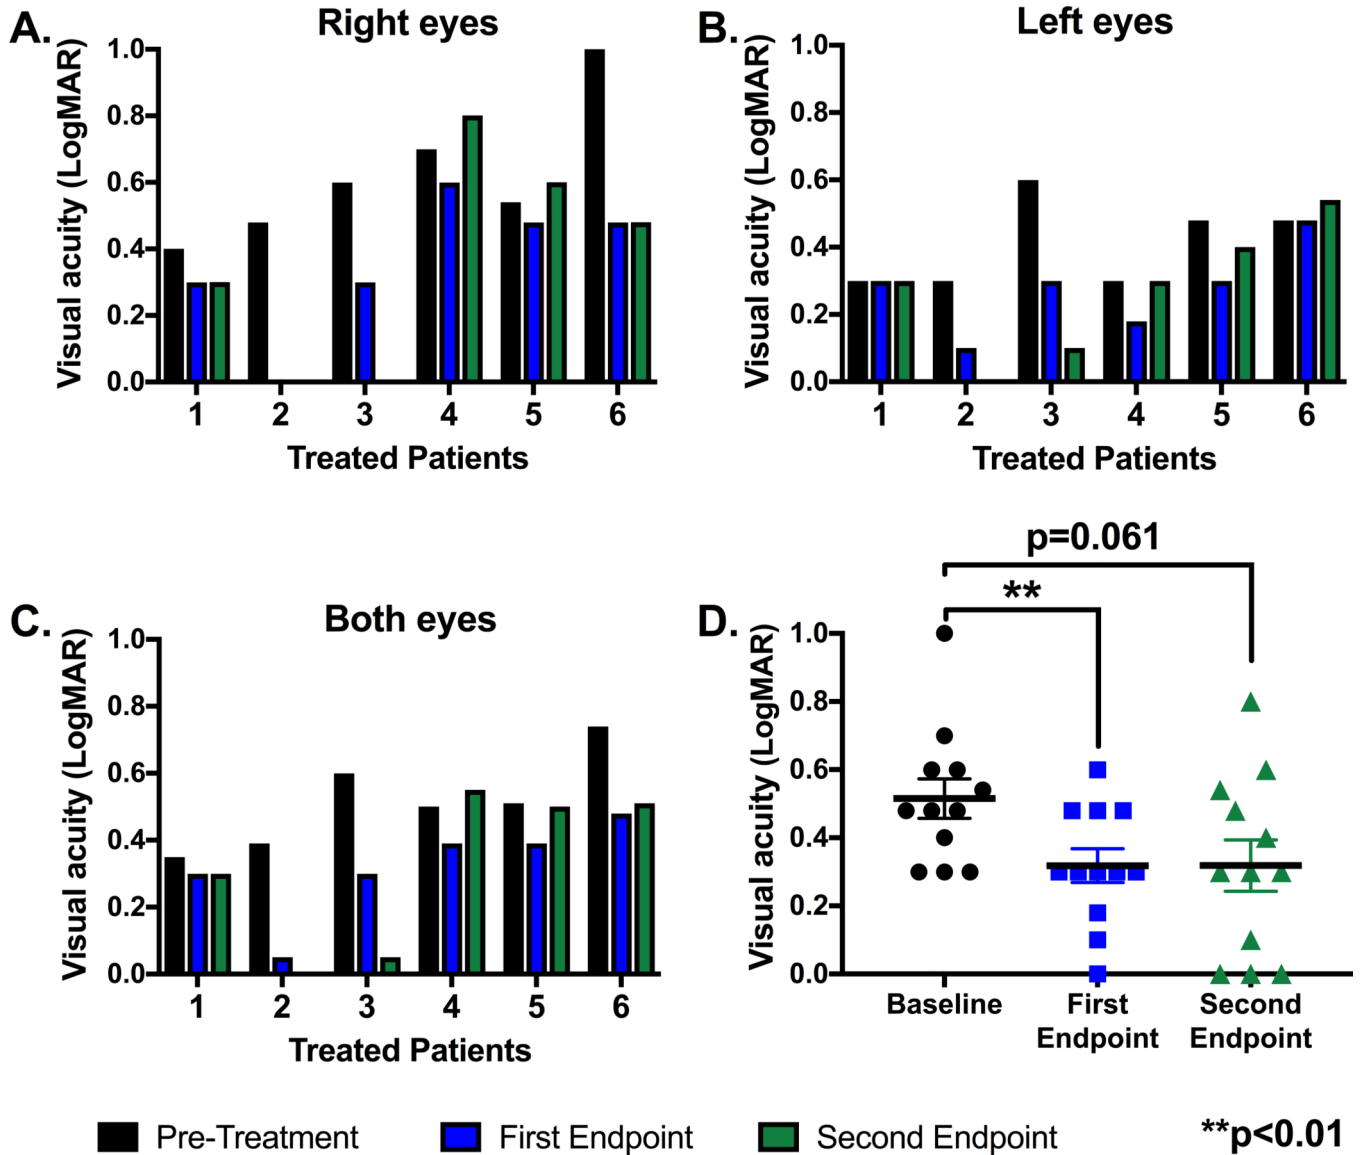 A.
Right eyes
Visual acuity (LogMAR)
1.0
0.8
0.6
0.4
0.2
0.0
1 2 3 4 5 6
Treated Patients
B.
Left eyes
Visual acuity (LogMAR)
1.0
0.8
0.6
0.4
0.2
0.0
1 2 3 4 5 6
Treated Patients
C.
Both eyes
Visual acuity (LogMAR)
1.0
0.8
0.6
0.4
0.2
0.0
1 2 3 4 5 6
Treated Patients
D.
p=0.061
**
Visual acuity (LogMAR)
1.0
0.8
0.6
0.4
0.2
0.0
Baseline
First
Endpoint
Second
Endpoint
Pre-Treatment
First Endpoint
Second Endpoint
**p<0.01